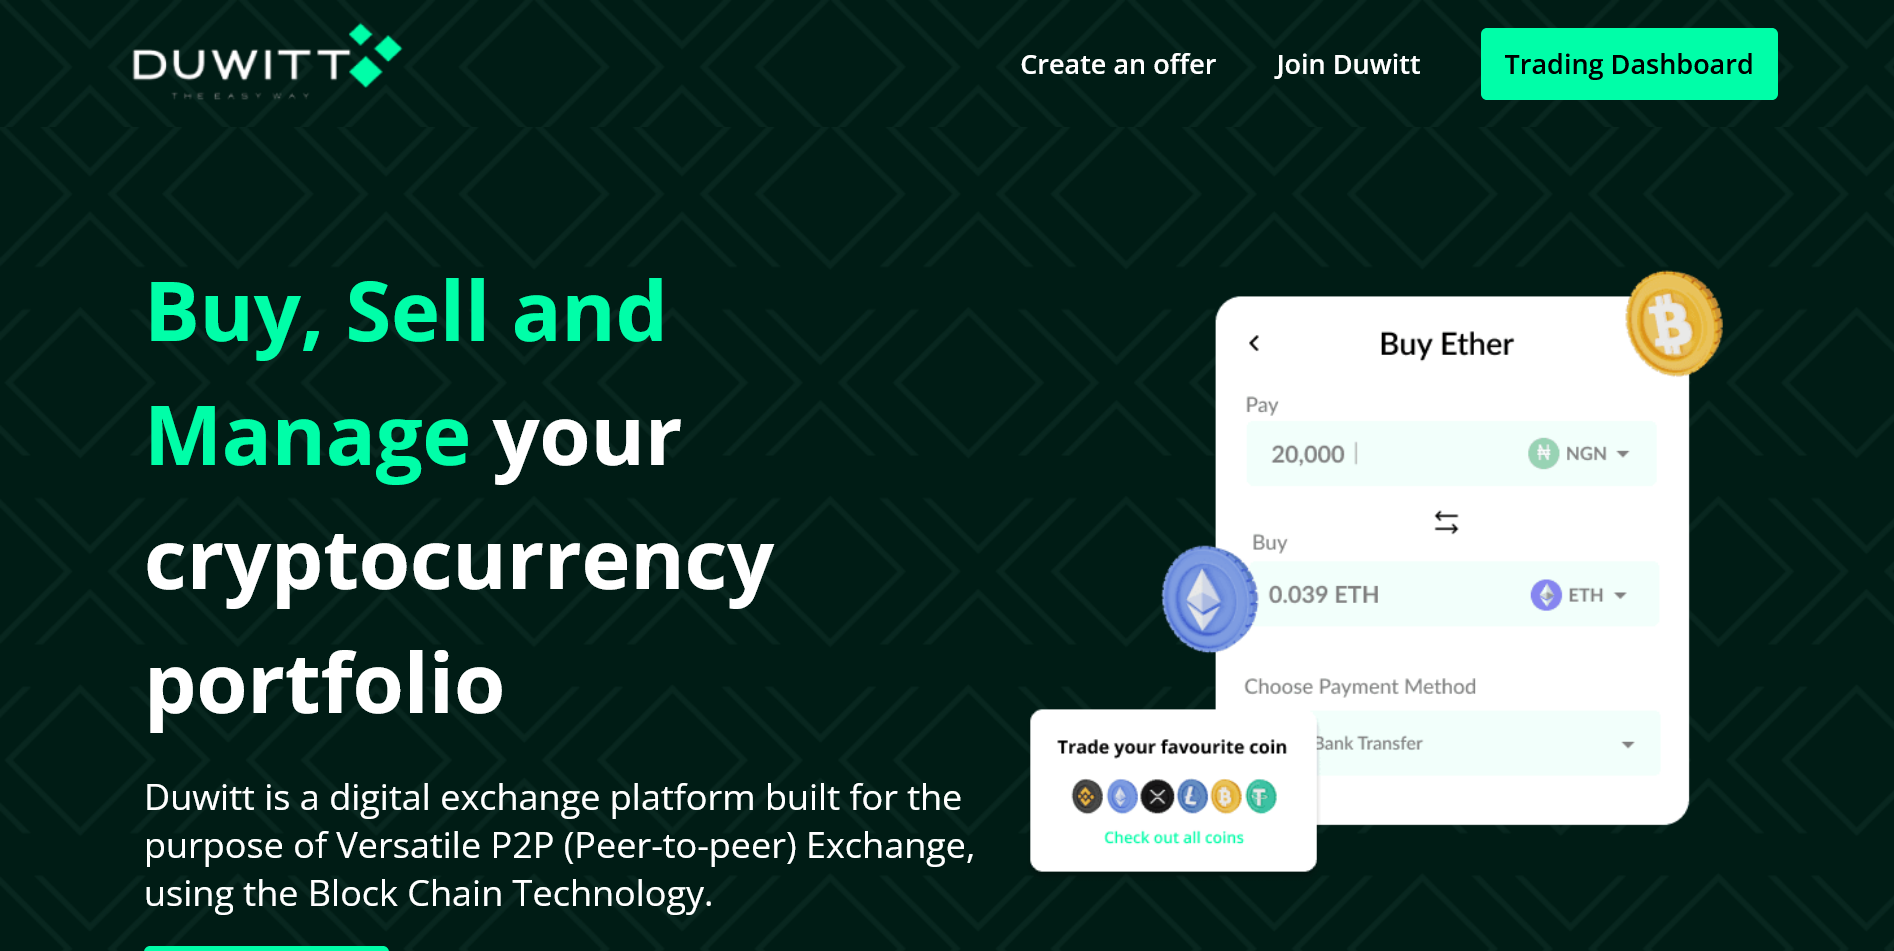 DUWITT
THE EASY WAY
Create an offer
Join Duwitt
Trading Dashboard
Buy, Sell and
Manage your
cryptocurrency
portfolio
Duwitt is a digital exchange platform built for the
purpose of Versatile P2P (Peer-to-peer) Exchange,
using the Block Chain Technology.
Buy Ether
Pay
20,000
₦ NGN
Buy
0.039 ETH
ETH
Choose Payment Method
Bank Transfer
Trade your favourite coin
Check out all coins